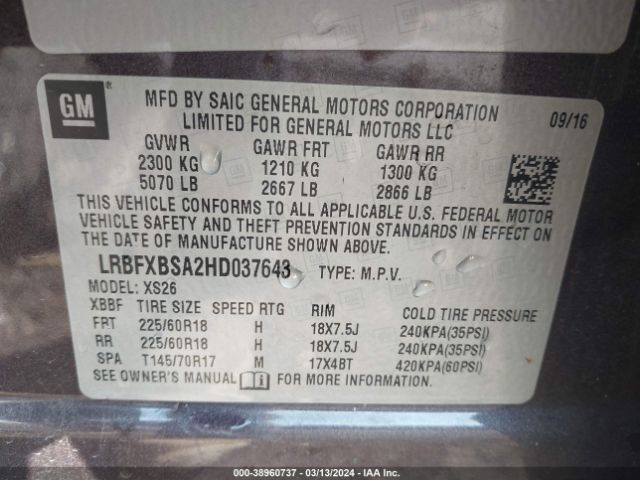 GM ®
MFD BY SAIC GENERAL MOTORS CORPORATION 09/16
LIMITED FOR GENERAL MOTORS LLC
GVWR GAWR FRT GAWR RR
2300 KG 1210 KG 1300 KG
5070 LB 2667 LB 2866 LB
THIS VEHICLE CONFORMS TO ALL APPLICABLE U.S. FEDERAL MOTOR
VEHICLE SAFETY AND THEFT PREVENTION STANDARDS IN EFFECT ON
THE DATE OF MANUFACTURE SHOWN ABOVE.
LRBFXBSA2HD037643 TYPE: M.P.V.
MODEL: XS26
XBBF TIRE SIZE SPEED RTG RIM COLD TIRE PRESSURE
FRT 225/60R18 H 18X7.5J 240KPA(35PSI)
RR 225/60R18 H 18X7.5J 240KPA(35PSI)
SPA T145/70R17 M 17X4BT 420KPA(60PSI)
SEE OWNER'S MANUAL FOR MORE INFORMATION.
000-38960737 - 03/13/2024 - IAA Inc.